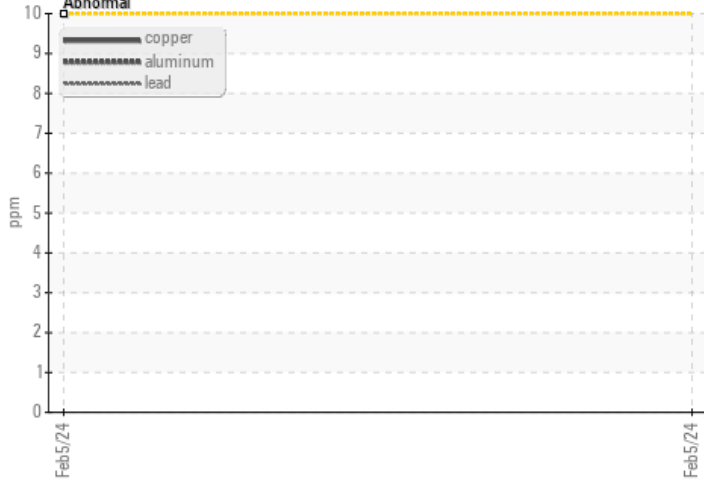 Abnormal
10
copper
9
aluminum
lead
8
7
6
ppm
5
4
3
2
1
0
Feb5/24
Feb5/24